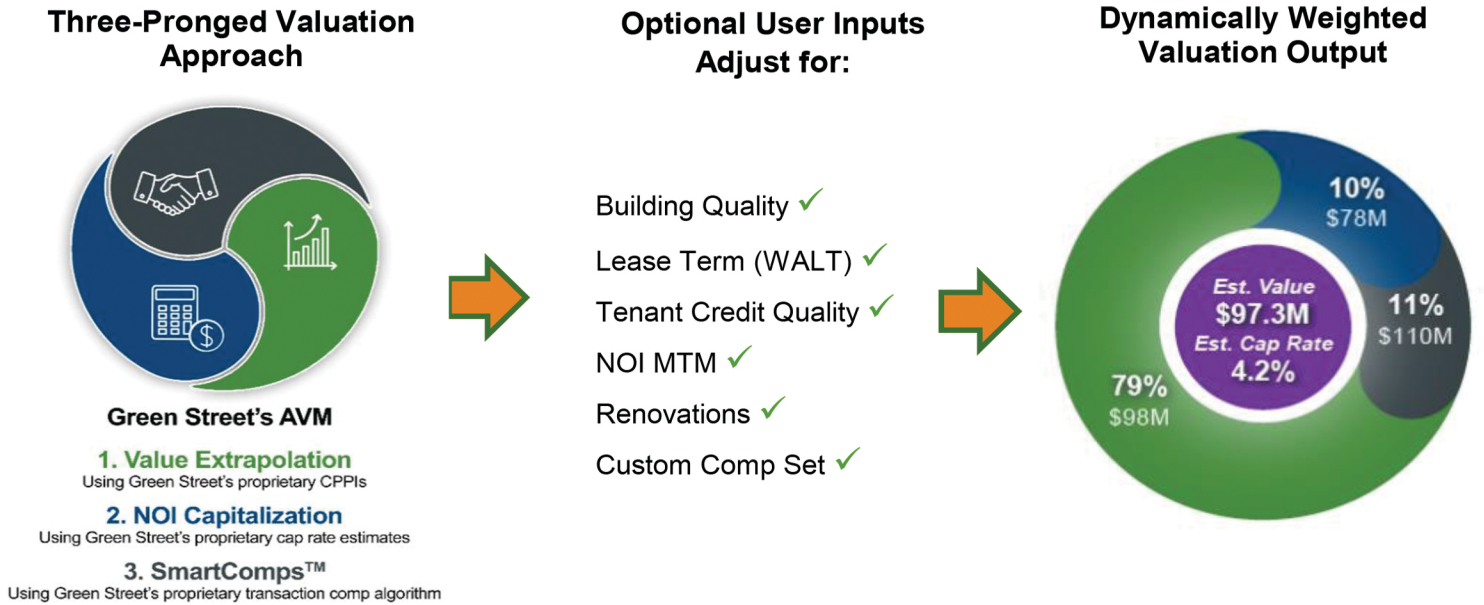 Three-Pronged Valuation
Approach
Green Street's AVM
1. Value Extrapolation
Using Green Street's proprietary CPPIs
2. NOI Capitalization
Using Green Street's proprietary cap rate estimates
3. SmartComps™
Using Green Street's proprietary transaction comp algorithm
Optional User Inputs
Adjust for:
Building Quality ✓
Lease Term (WALT) ✓
Tenant Credit Quality ✓
NOI MTM ✓
Renovations ✓
Custom Comp Set ✓
Dynamically Weighted
Valuation Output
10%
$78M
11%
$110M
79%
$98M
Est. Value
$97.3M
Est. Cap Rate
4.2%
$